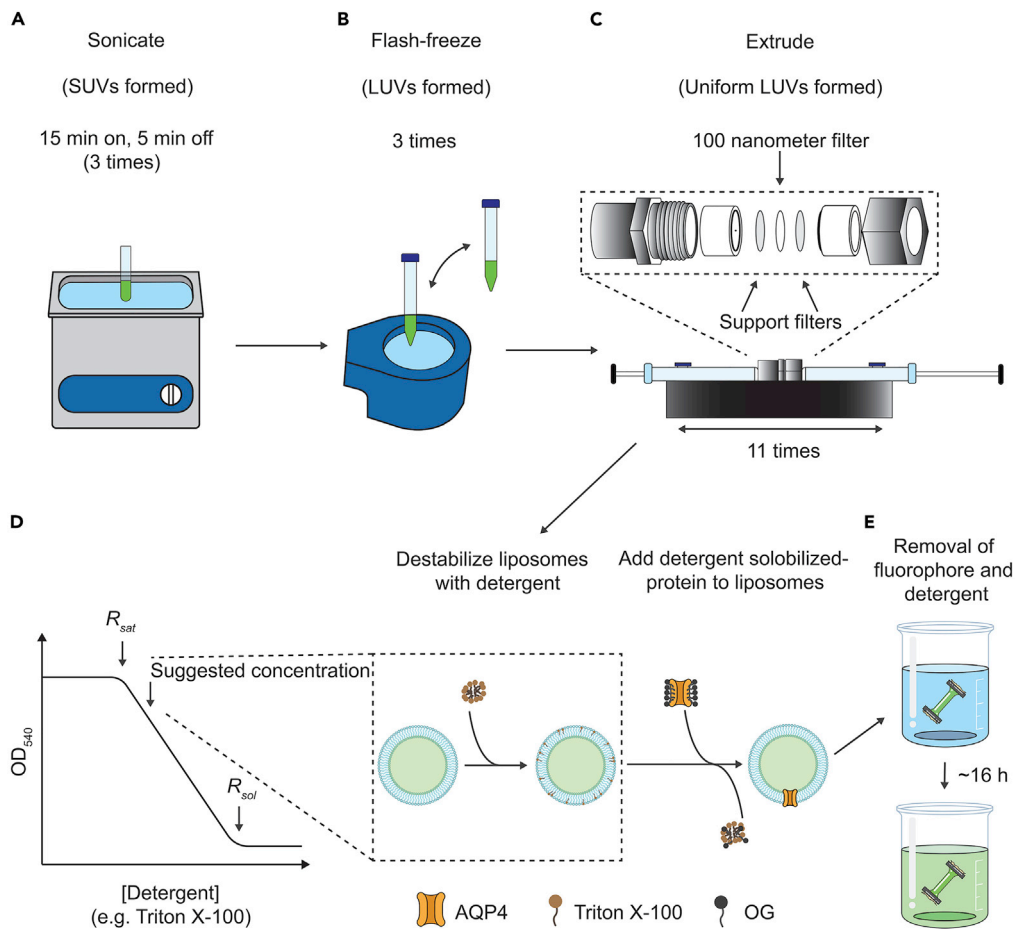 A
Sonicate
(SUVs formed)
15 min on, 5 min off
(3 times)
B
Flash-freeze
(LUVs formed)
3 times
C
Extrude
(Uniform LUVs formed)
100 nanometer filter
Support filters
11 times
D
R_sat
Suggested concentration
R_sol
OD_540
[Detergent]
(e.g. Triton X-100)
Destabilize liposomes
with detergent
Add detergent solobilized-
protein to liposomes
AQP4
Triton X-100
OG
E
Removal of
fluorophore and
detergent
~16 h